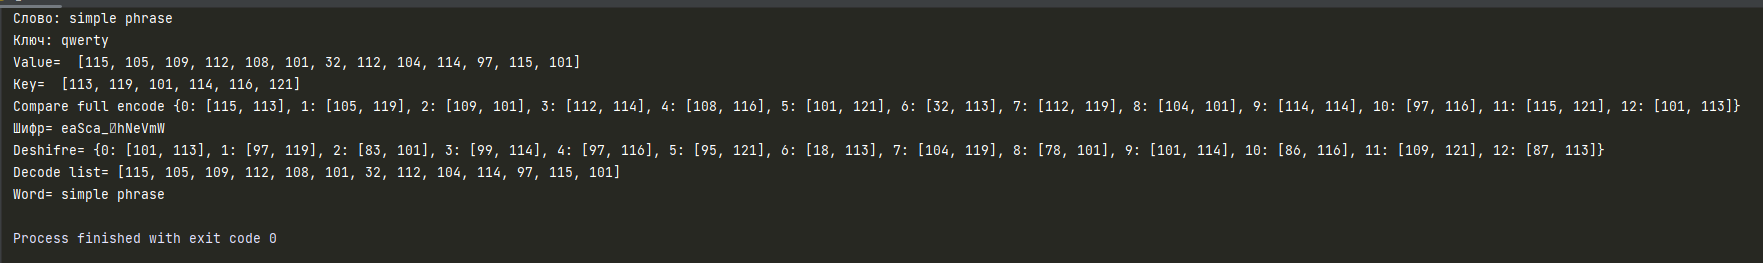 Слово: simple phrase
Ключ: qwerty
Value=  [115, 105, 109, 112, 108, 101, 32, 112, 104, 114, 97, 115, 101]
Key=  [113, 119, 101, 114, 116, 121]
Compare full encode {0: [115, 113], 1: [105, 119], 2: [109, 101], 3: [112, 114], 4: [108, 116], 5: [101, 121], 6: [32, 113], 7: [112, 119], 8: [104, 101], 9: [114, 114], 10: [97, 116], 11: [115, 121], 12: [101, 113]}
Шифр= eaSca_hNeVmW
Deshifre= {0: [101, 113], 1: [97, 119], 2: [83, 101], 3: [99, 114], 4: [97, 116], 5: [95, 121], 6: [18, 113], 7: [104, 119], 8: [78, 101], 9: [101, 114], 10: [86, 116], 11: [109, 121], 12: [87, 113]}
Decode list= [115, 105, 109, 112, 108, 101, 32, 112, 104, 114, 97, 115, 101]
Word= simple phrase
Process finished with exit code 0